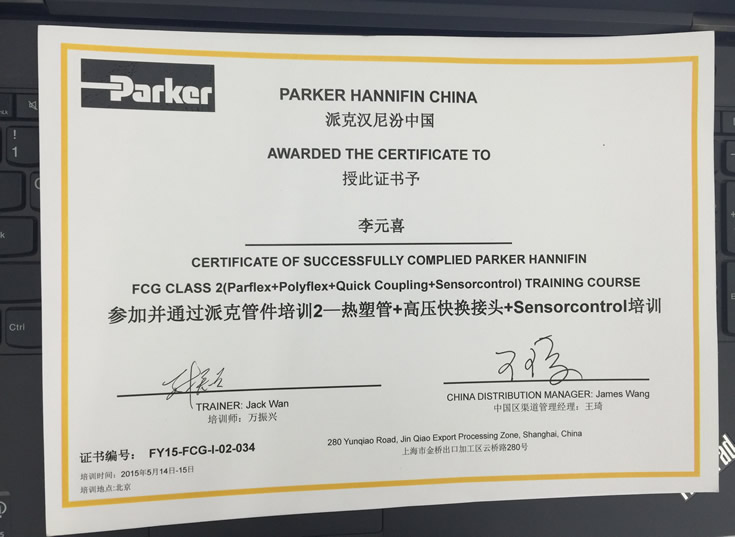 Parker
PARKER HANNIFIN CHINA
派克汉尼汾中国
AWARDED THE CERTIFICATE TO
授此证书予
李元喜
CERTIFICATE OF SUCCESSFULLY COMPLIED PARKER HANNIFIN
FCG CLASS 2(Parflex+Polyflex+Quick Coupling+Sensorcontrol) TRAINING COURSE
参加并通过派克管件培训2—热塑管+高压快换接头+Sensorcontrol培训
TRAINER: Jack Wan
培训师：万振兴
CHINA DISTRIBUTION MANAGER: James Wang
中国区渠道管理经理：王琦
证书编号： FY15-FCG-I-02-034
培训时间：2015年5月14日-15日
培训地点:北京
280 Yunqiao Road, Jin Qiao Export Processing Zone, Shanghai, China
上海市金桥出口加工区云桥路280号
!
1
Ctrl